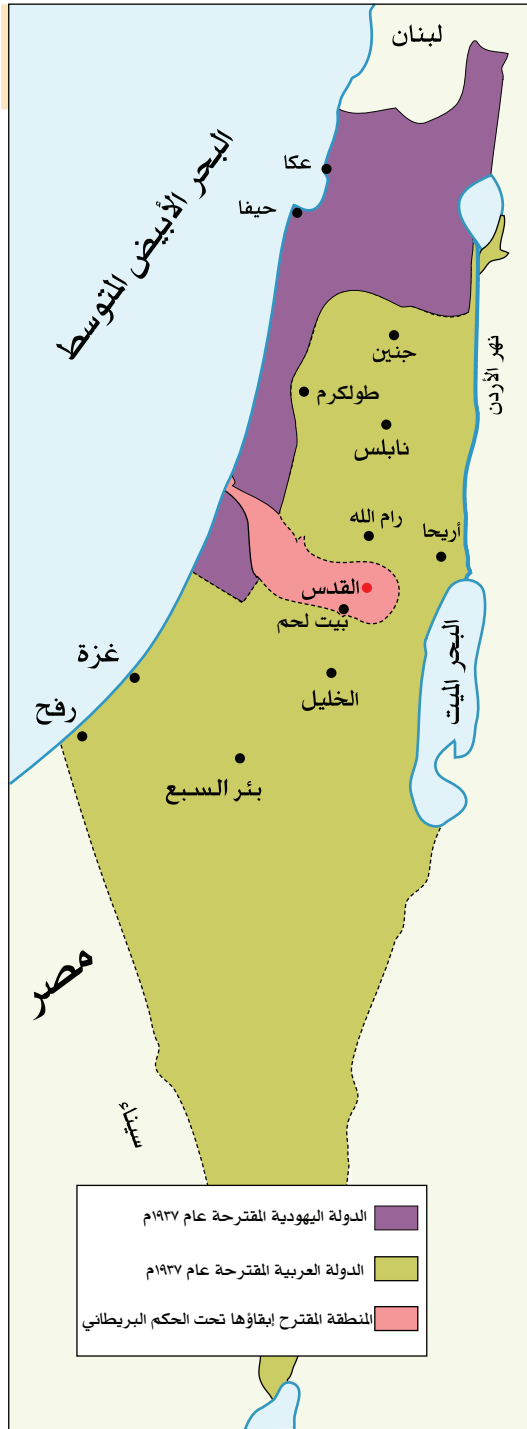 لبنان
البحر الأبيض المتوسط
عكا
حيفا
جنين
نهر الأردن
طولكرم
نابلس
رام الله
أريحا
القدس
بيت لحم
البحر الميت
غزة
الخليل
رفح
بئر السبع
مصر
سيناء
الدولة اليهودية المقترحة عام ١٩٣٧م
الدولة العربية المقترحة عام ١٩٣٧م
المنطقة المقترح إبقاؤها تحت الحكم البريطاني